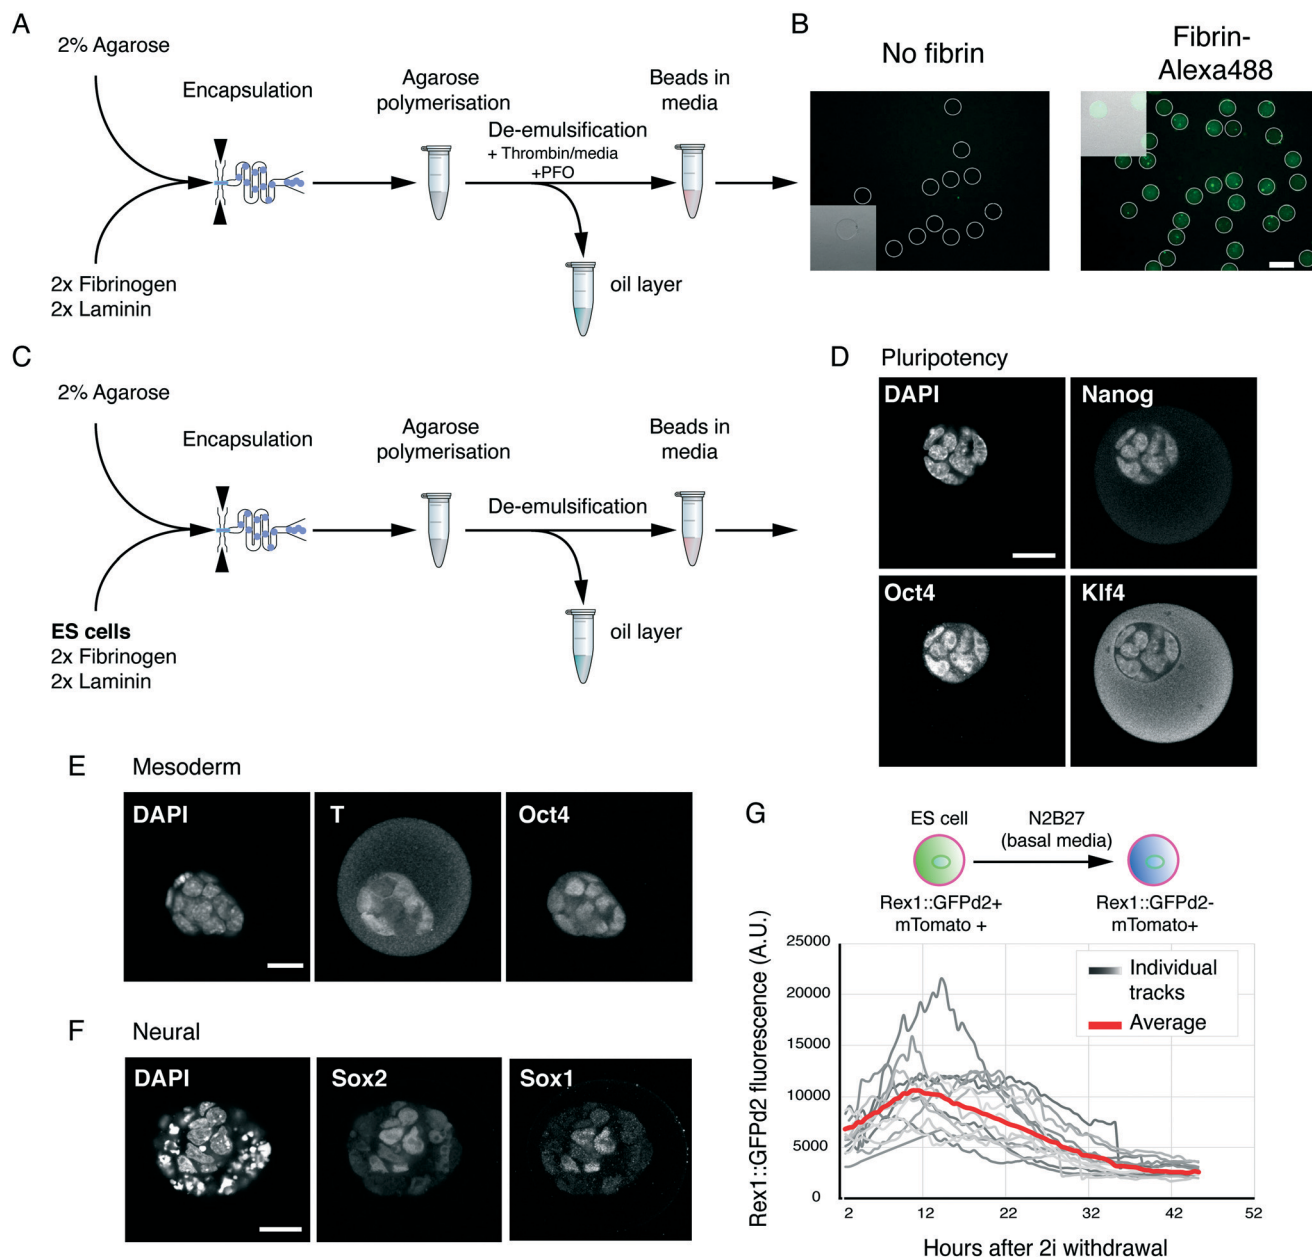 A
2% Agarose
Encapsulation
Agarose
polymerisation
De-emulsification
+ Thrombin/media
+PFO
Beads in
media
2x Fibrinogen
2x Laminin
oil layer
B
No fibrin
Fibrin-
Alexa488
C
2% Agarose
Encapsulation
Agarose
polymerisation
De-emulsification
Beads in
media
ES cells
2x Fibrinogen
2x Laminin
oil layer
D
Pluripotency
DAPI
Nanog
Oct4
Klf4
E
Mesoderm
DAPI
T
Oct4
F
Neural
DAPI
Sox2
Sox1
G
ES cell
N2B27
(basal media)
Rex1::GFPd2+
mTomato +
Rex1::GFPd2-
mTomato+
Rex1::GFPd2 fluorescence (A.U.)
25000
20000
15000
10000
5000
0
Individual
tracks
Average
2
12
22
32
42
52
Hours after 2i withdrawal